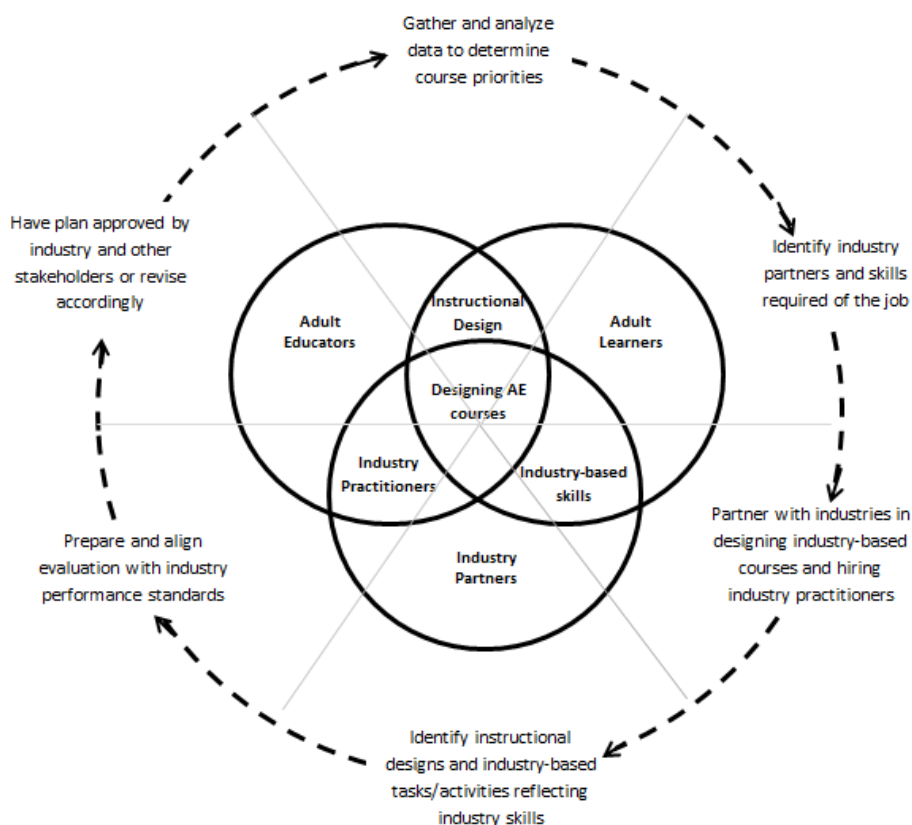 Gather and analyze
data to determine
course priorities
Identify industry
partners and skills
required of the job
Partner with industries in
designing industry-based
courses and hiring
industry practitioners
Identify instructional
designs and industry-based
tasks/activities reflecting
industry skills
Prepare and align
evaluation with industry
performance standards
Have plan approved by
industry and other
stakeholders or revise
accordingly
Adult
Educators
Instructional
Design
Adult
Learners
Designing AE
courses
Industry
Practitioners
Industry-based
skills
Industry
Partners